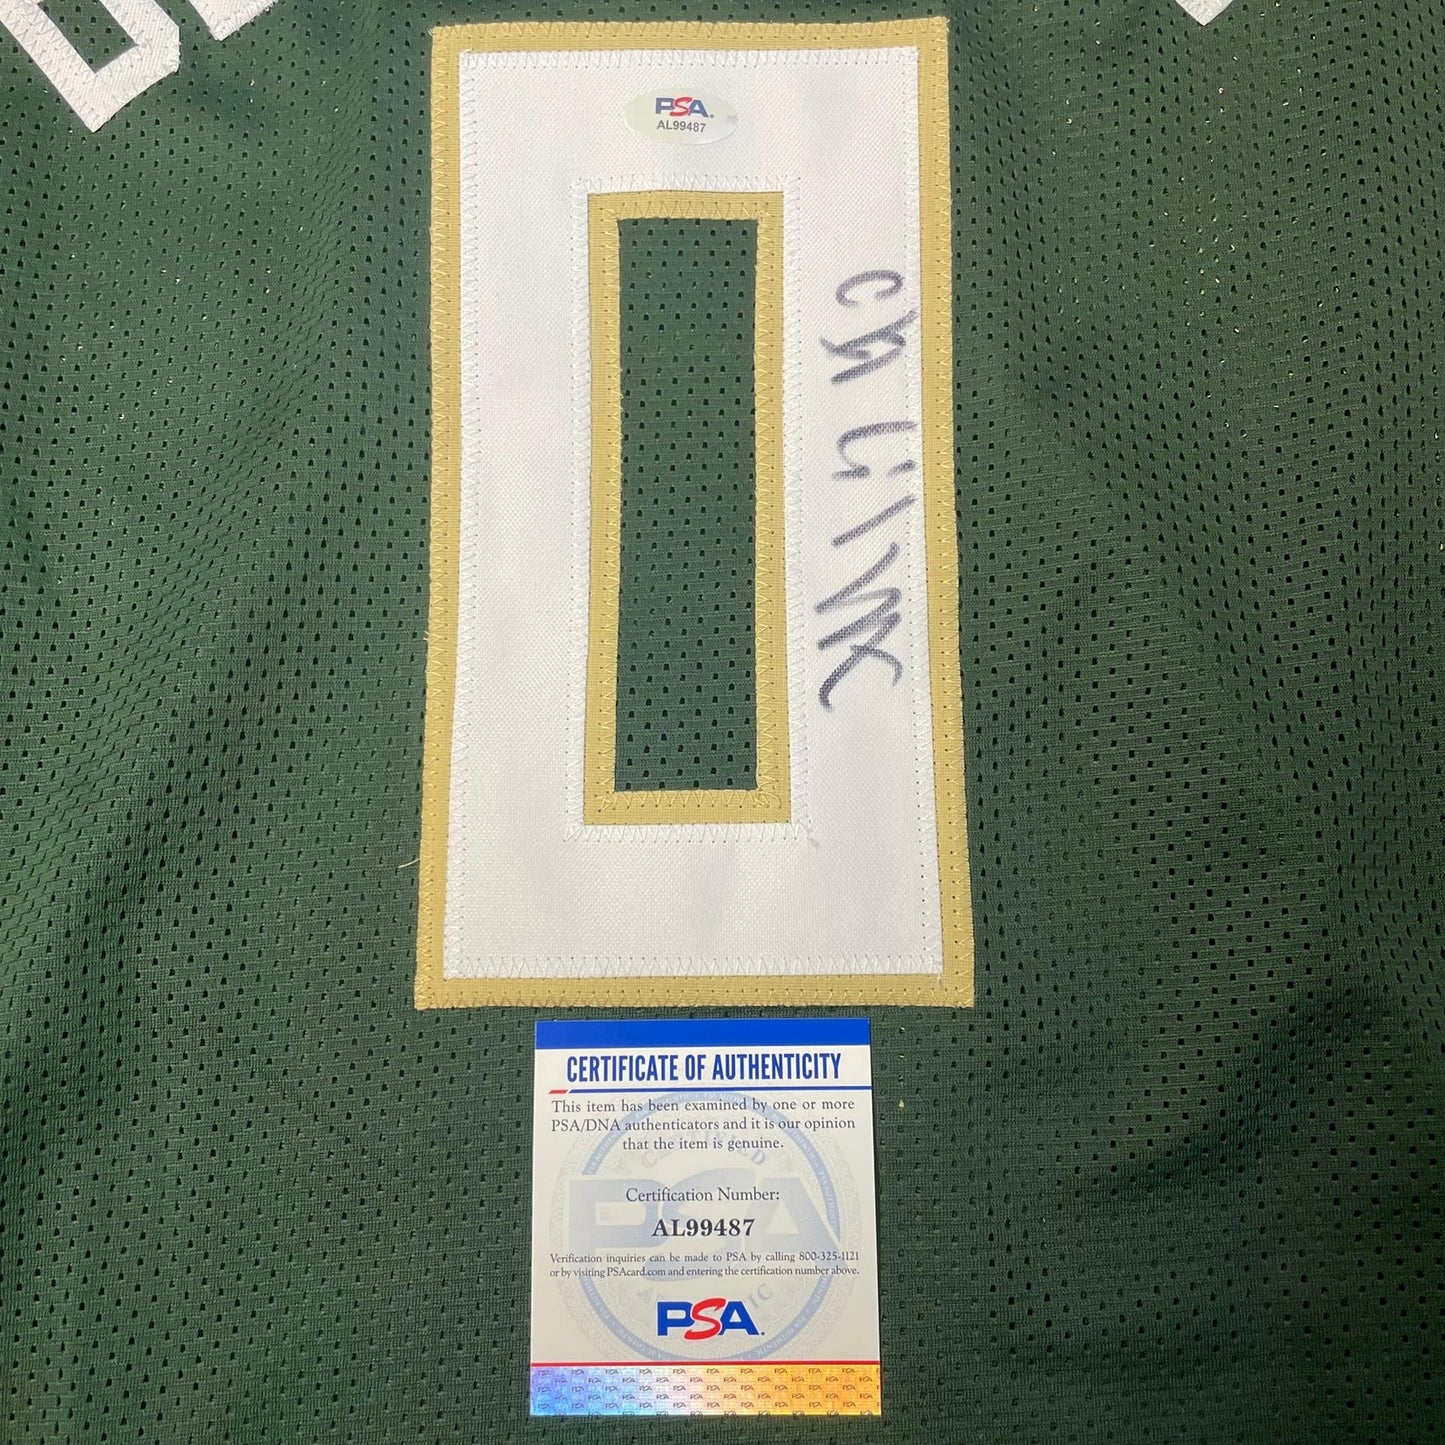 PSA
AL99487
CERTIFICATE OF AUTHENTICITY
This item has been examined by one or more
PSA/DNA authenticators and it is our opinion
that the item is genuine.
Certification Number:
AL99487
Verification inquiries can be made to PSA by calling 800-325-1121
or by visiting PSAcard.com and entering the certification number above.
PSA